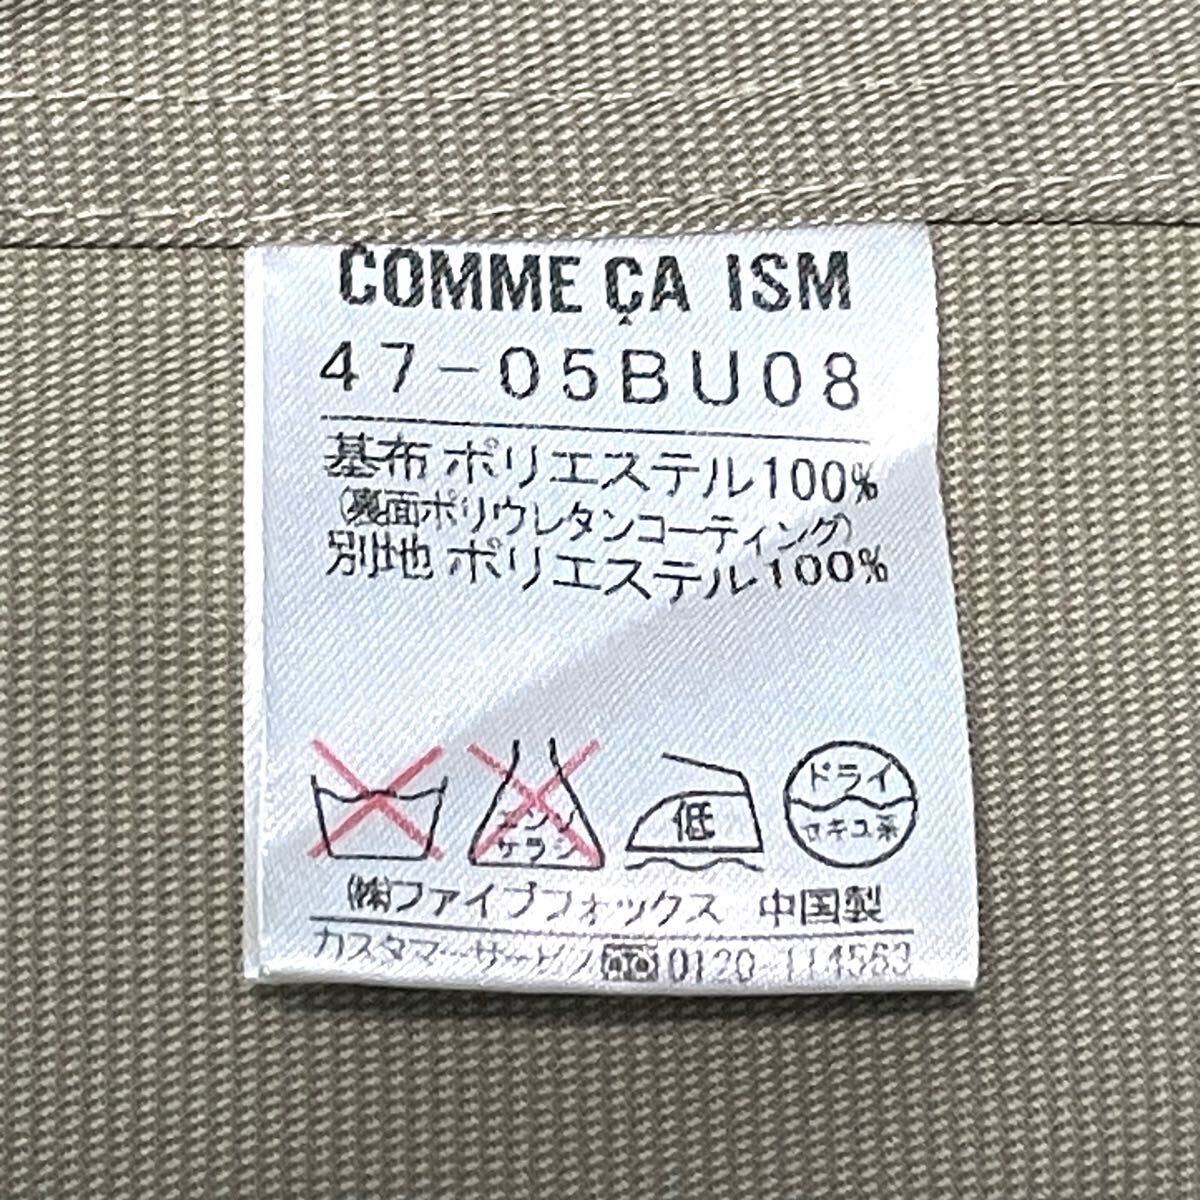 COMME ÇA ISM
47-05BU08
基布 ポリエステル100%
(裏面ポリウレタンコーティング)
別地 ポリエステル100%
エンソ
サラシ
低
ドライ
セキユ系
(株)ファイブフォックス 中国製
カスタマーサービス 0120-114563